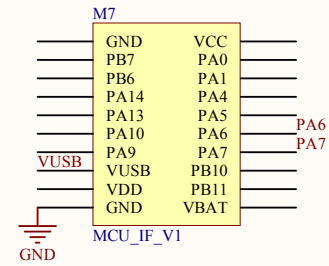 M7
GND VCC
PB7 PA0
PB6 PA1
PA14 PA4
PA13 PA5
PA10 PA6 PA6
PA9 PA7 PA7
VUSB VUSB PB10
VDD PB11
GND VBAT
MCU_IF_V1
GND